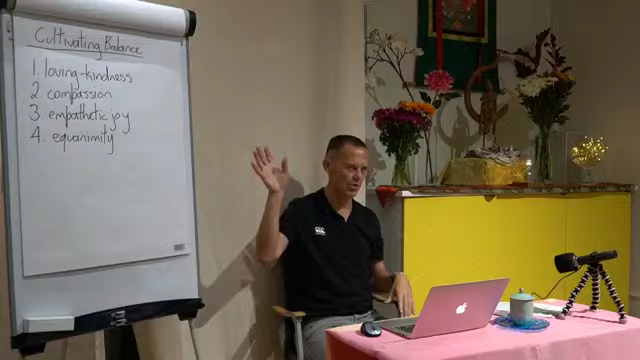 Cultivating Balance
1. loving-kindness
2. compassion
3 empathetic joy
4. equanimity